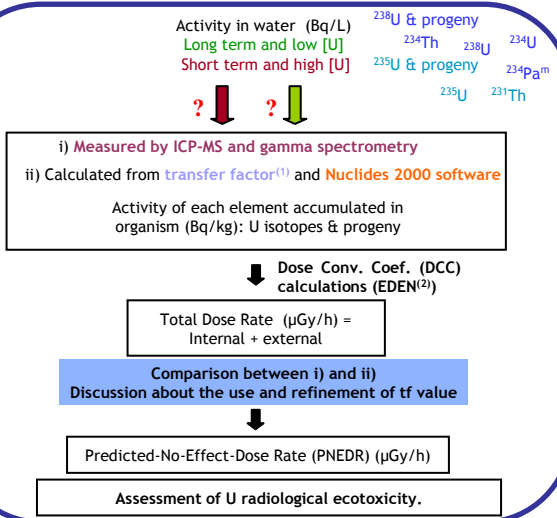 Activity in water (Bq/L)
Long term and low [U]
Short term and high [U]
²³⁸U & progeny
²³⁴Th ²³⁸U ²³⁴U
²³⁵U & progeny
²³⁴Paᵐ
²³⁵U ²³¹Th
? ?
i) Measured by ICP-MS and gamma spectrometry
ii) Calculated from transfer factor⁽¹⁾ and Nuclides 2000 software
Activity of each element accumulated in
organism (Bq/kg): U isotopes & progeny
Dose Conv. Coef. (DCC)
calculations (EDEN⁽²⁾)
Total Dose Rate (µGy/h) =
Internal + external
Comparison between i) and ii)
Discussion about the use and refinement of tf value
Predicted-No-Effect-Dose Rate (PNEDR) (µGy/h)
Assessment of U radiological ecotoxicity.